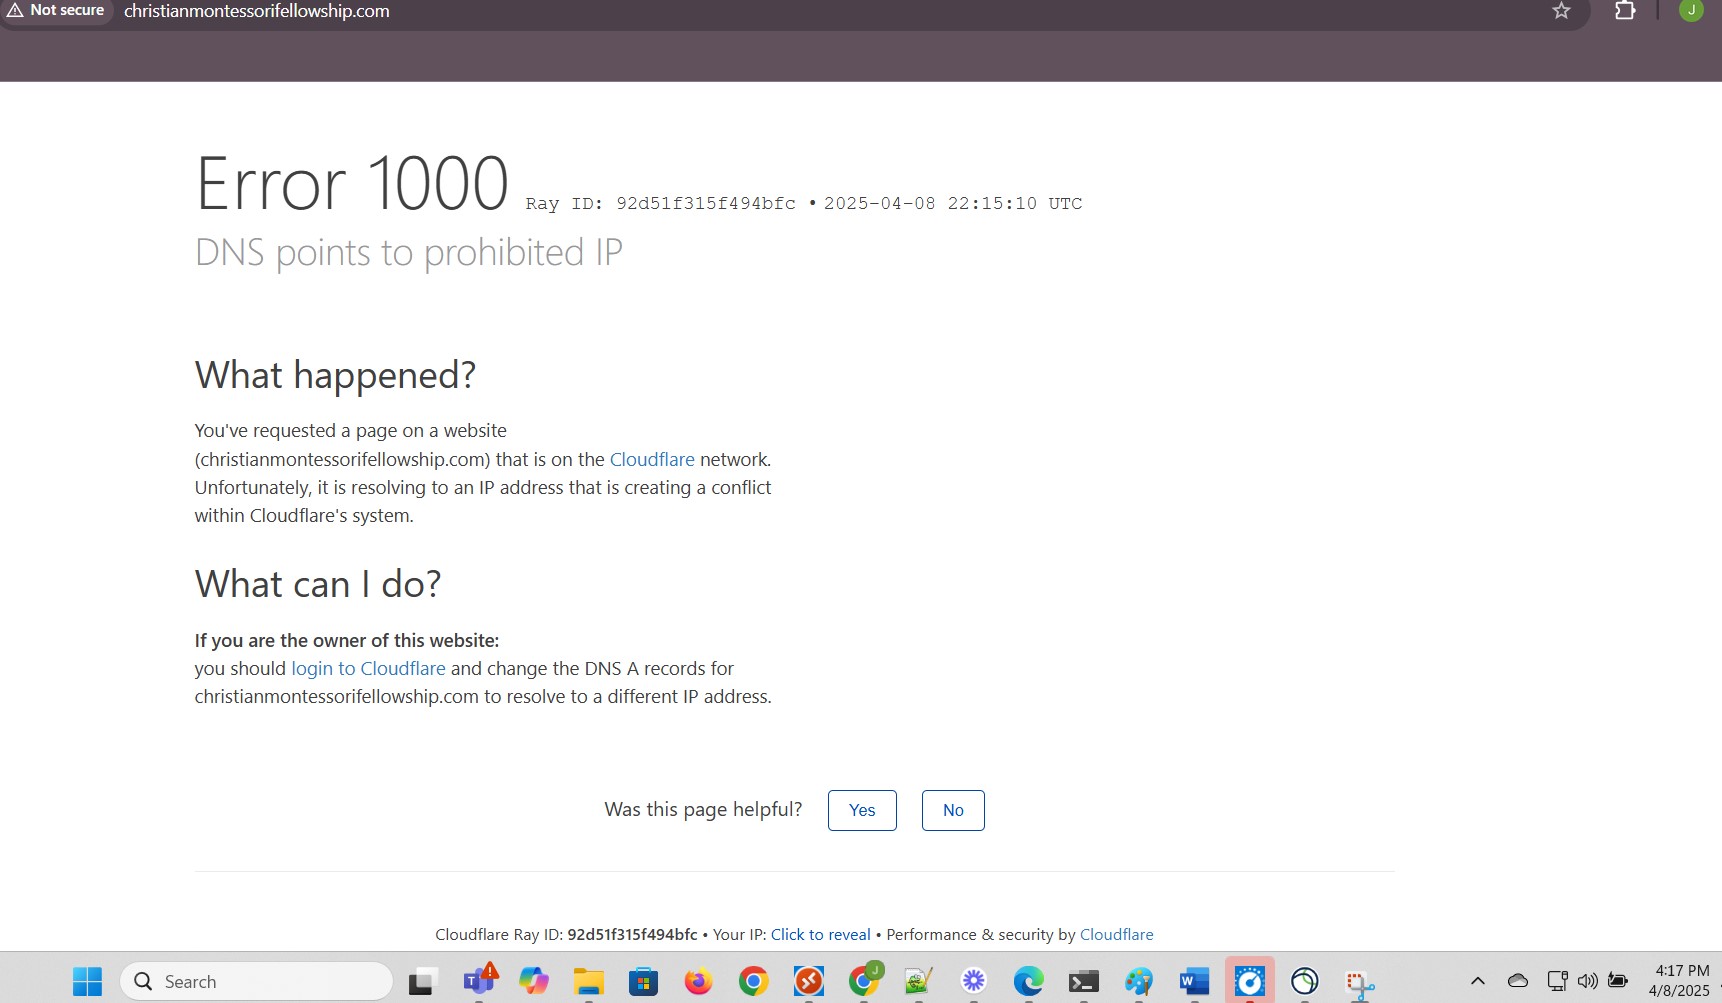 Not secure christianmontessorifellowship.com
J
Error 1000 Ray ID: 92d51f315f494bfc • 2025-04-08 22:15:10 UTC
DNS points to prohibited IP
What happened?
You've requested a page on a website
(christianmontessorifellowship.com) that is on the Cloudflare network.
Unfortunately, it is resolving to an IP address that is creating a conflict
within Cloudflare's system.
What can I do?
If you are the owner of this website:
you should login to Cloudflare and change the DNS A records for
christianmontessorifellowship.com to resolve to a different IP address.
Was this page helpful? Yes No
Cloudflare Ray ID: 92d51f315f494bfc • Your IP: Click to reveal • Performance & security by Cloudflare
Search
T
J
W
4:17 PM
4/8/2025